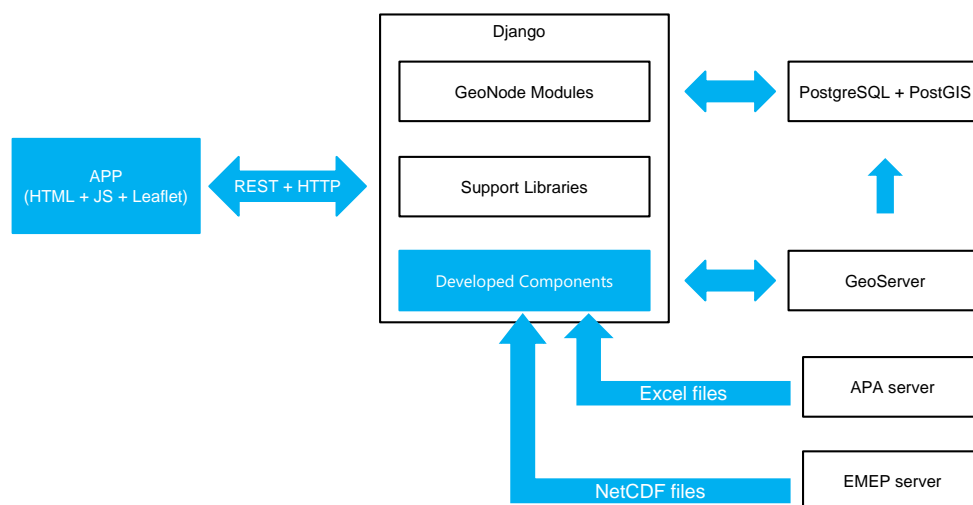 Django
GeoNode Modules
PostgreSQL + PostGIS
APP
(HTML + JS + Leaflet)
REST + HTTP
Support Libraries
Developed Components
GeoServer
Excel files
APA server
NetCDF files
EMEP server